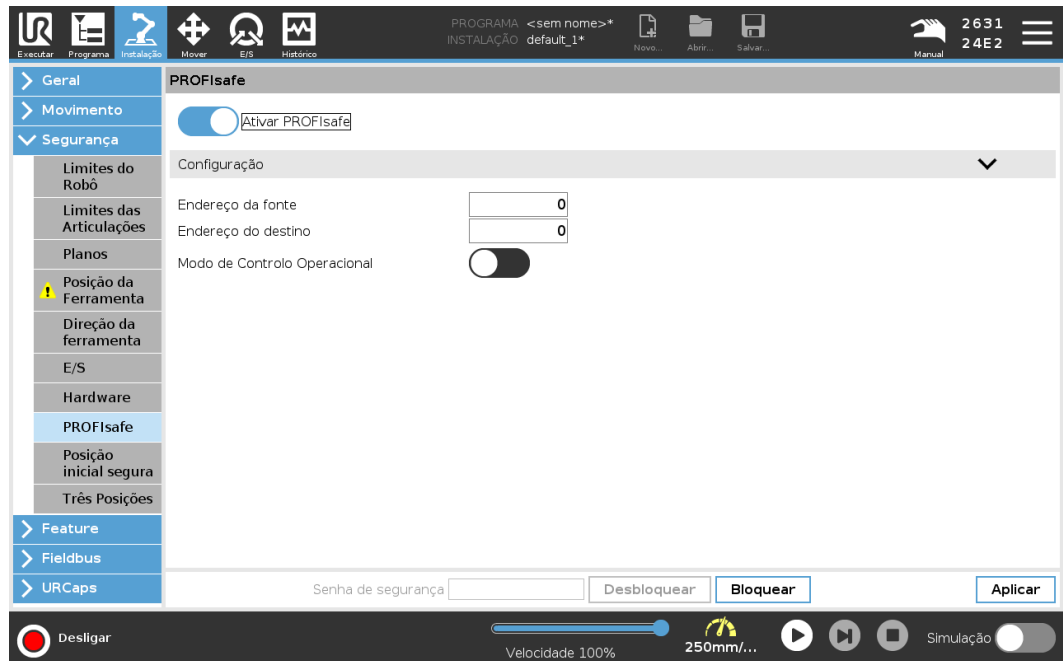 PROGRAMA <sem nome>*
INSTALAÇÃO default_1*
UR
Executar
Programa
Instalação
Mover
E/S
Histórico
Novo...
Abrir...
Salvar...
Manual
2631
24E2
Geral
Movimento
Segurança
Limites do
Robô
Limites das
Articulações
Planos
Posição da
Ferramenta
Direção da
ferramenta
E/S
Hardware
PROFIsafe
Posição
inicial segura
Três Posições
Feature
Fieldbus
URCaps
PROFIsafe
Ativar PROFIsafe
Configuração
Endereço da fonte 0
Endereço do destino 0
Modo de Controlo Operacional
Senha de segurança Desbloquear Bloquear Aplicar
Desligar
Velocidade 100%
250mm/...
Simulação